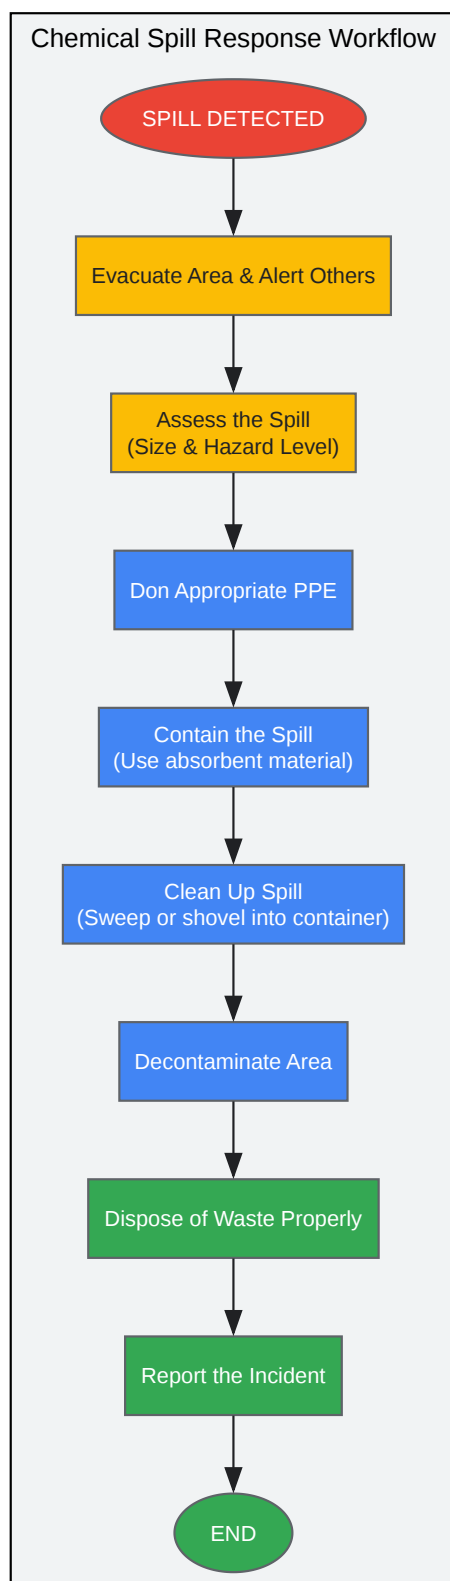 Chemical Spill Response Workflow
SPILL DETECTED
Evacuate Area & Alert Others
Assess the Spill
(Size & Hazard Level)
Don Appropriate PPE
Contain the Spill
(Use absorbent material)
Clean Up Spill
(Sweep or shovel into container)
Decontaminate Area
Dispose of Waste Properly
Report the Incident
END